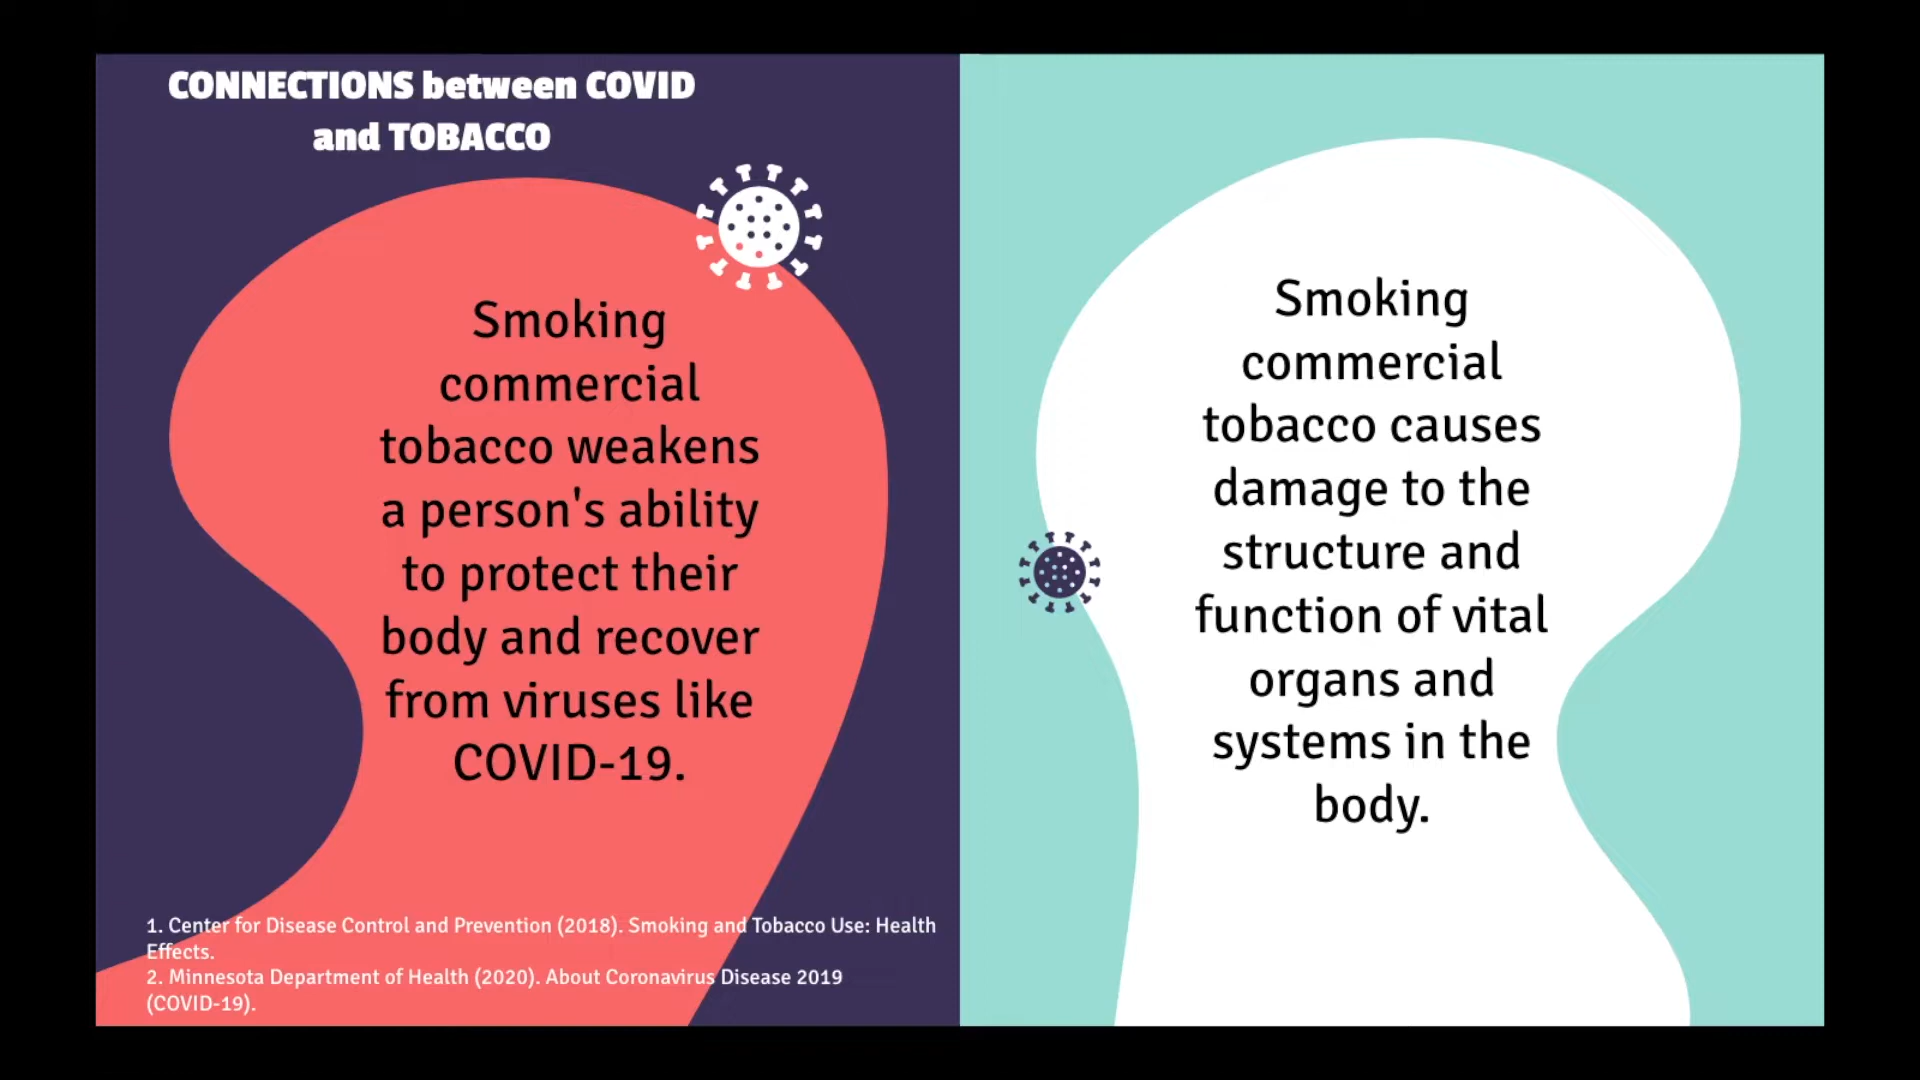 CONNECTIONS between COVID
and TOBACCO
Smoking
commercial
tobacco weakens
a person's ability
to protect their
body and recover
from viruses like
COVID-19.
1. Center for Disease Control and Prevention (2018). Smoking and Tobacco Use: Health
Effects.
2. Minnesota Department of Health (2020). About Coronavirus Disease 2019
(COVID-19).
Smoking
commercial
tobacco causes
damage to the
structure and
function of vital
organs and
systems in the
body.